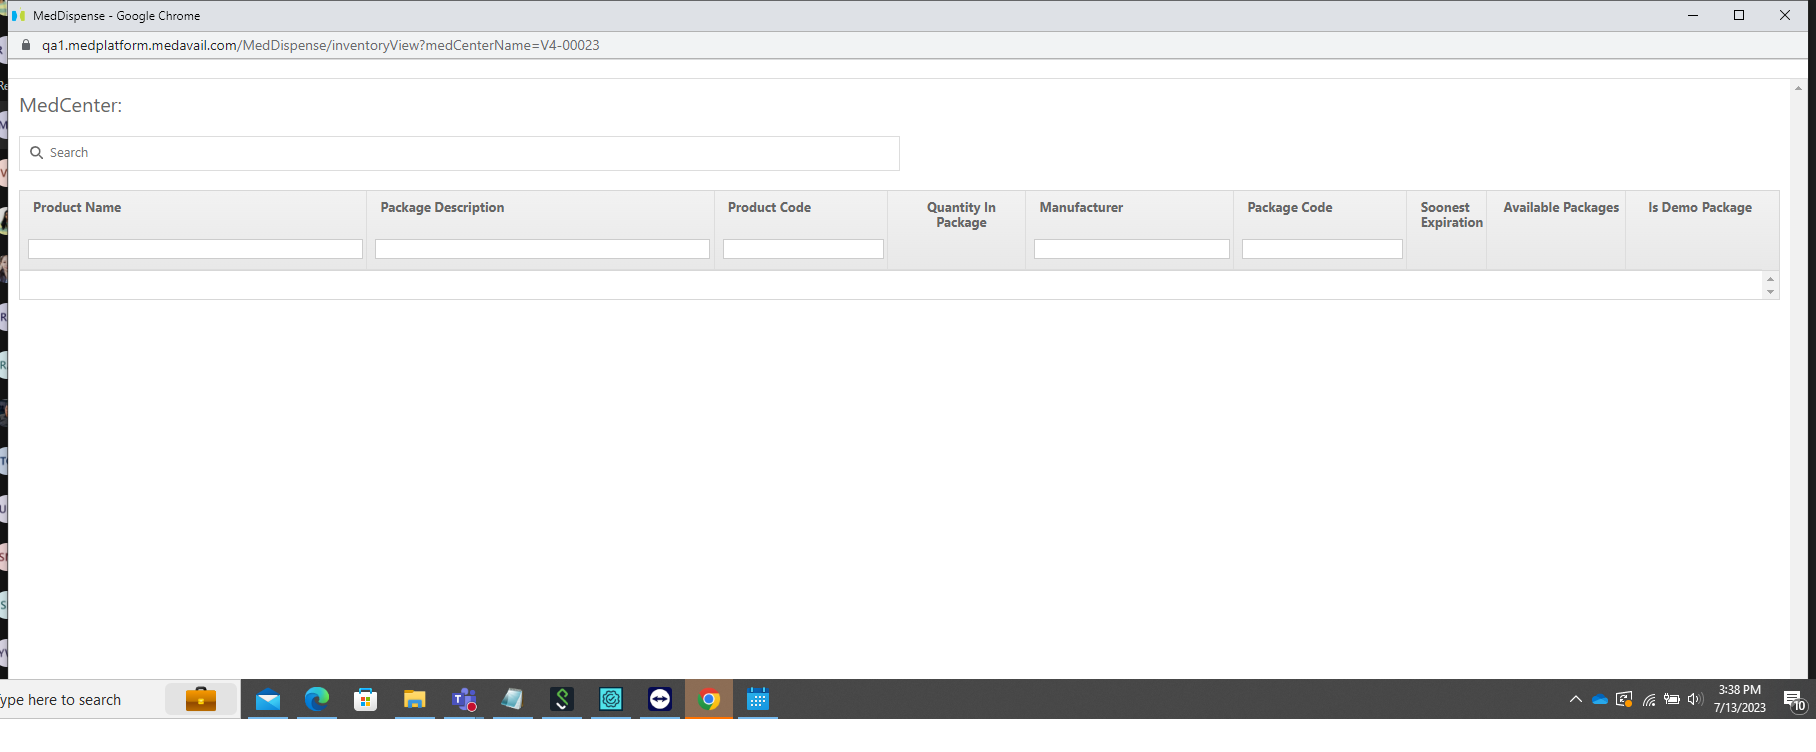 MedDispense - Google Chrome
qa1.medplatform.medavail.com/MedDispense/inventoryView?medCenterName=V4-00023
MedCenter:
Search
Product Name
Package Description
Product Code
Quantity In
Package
Manufacturer
Package Code
Soonest
Expiration
Available Packages
Is Demo Package
ype here to search
3:38 PM
7/13/2023
10